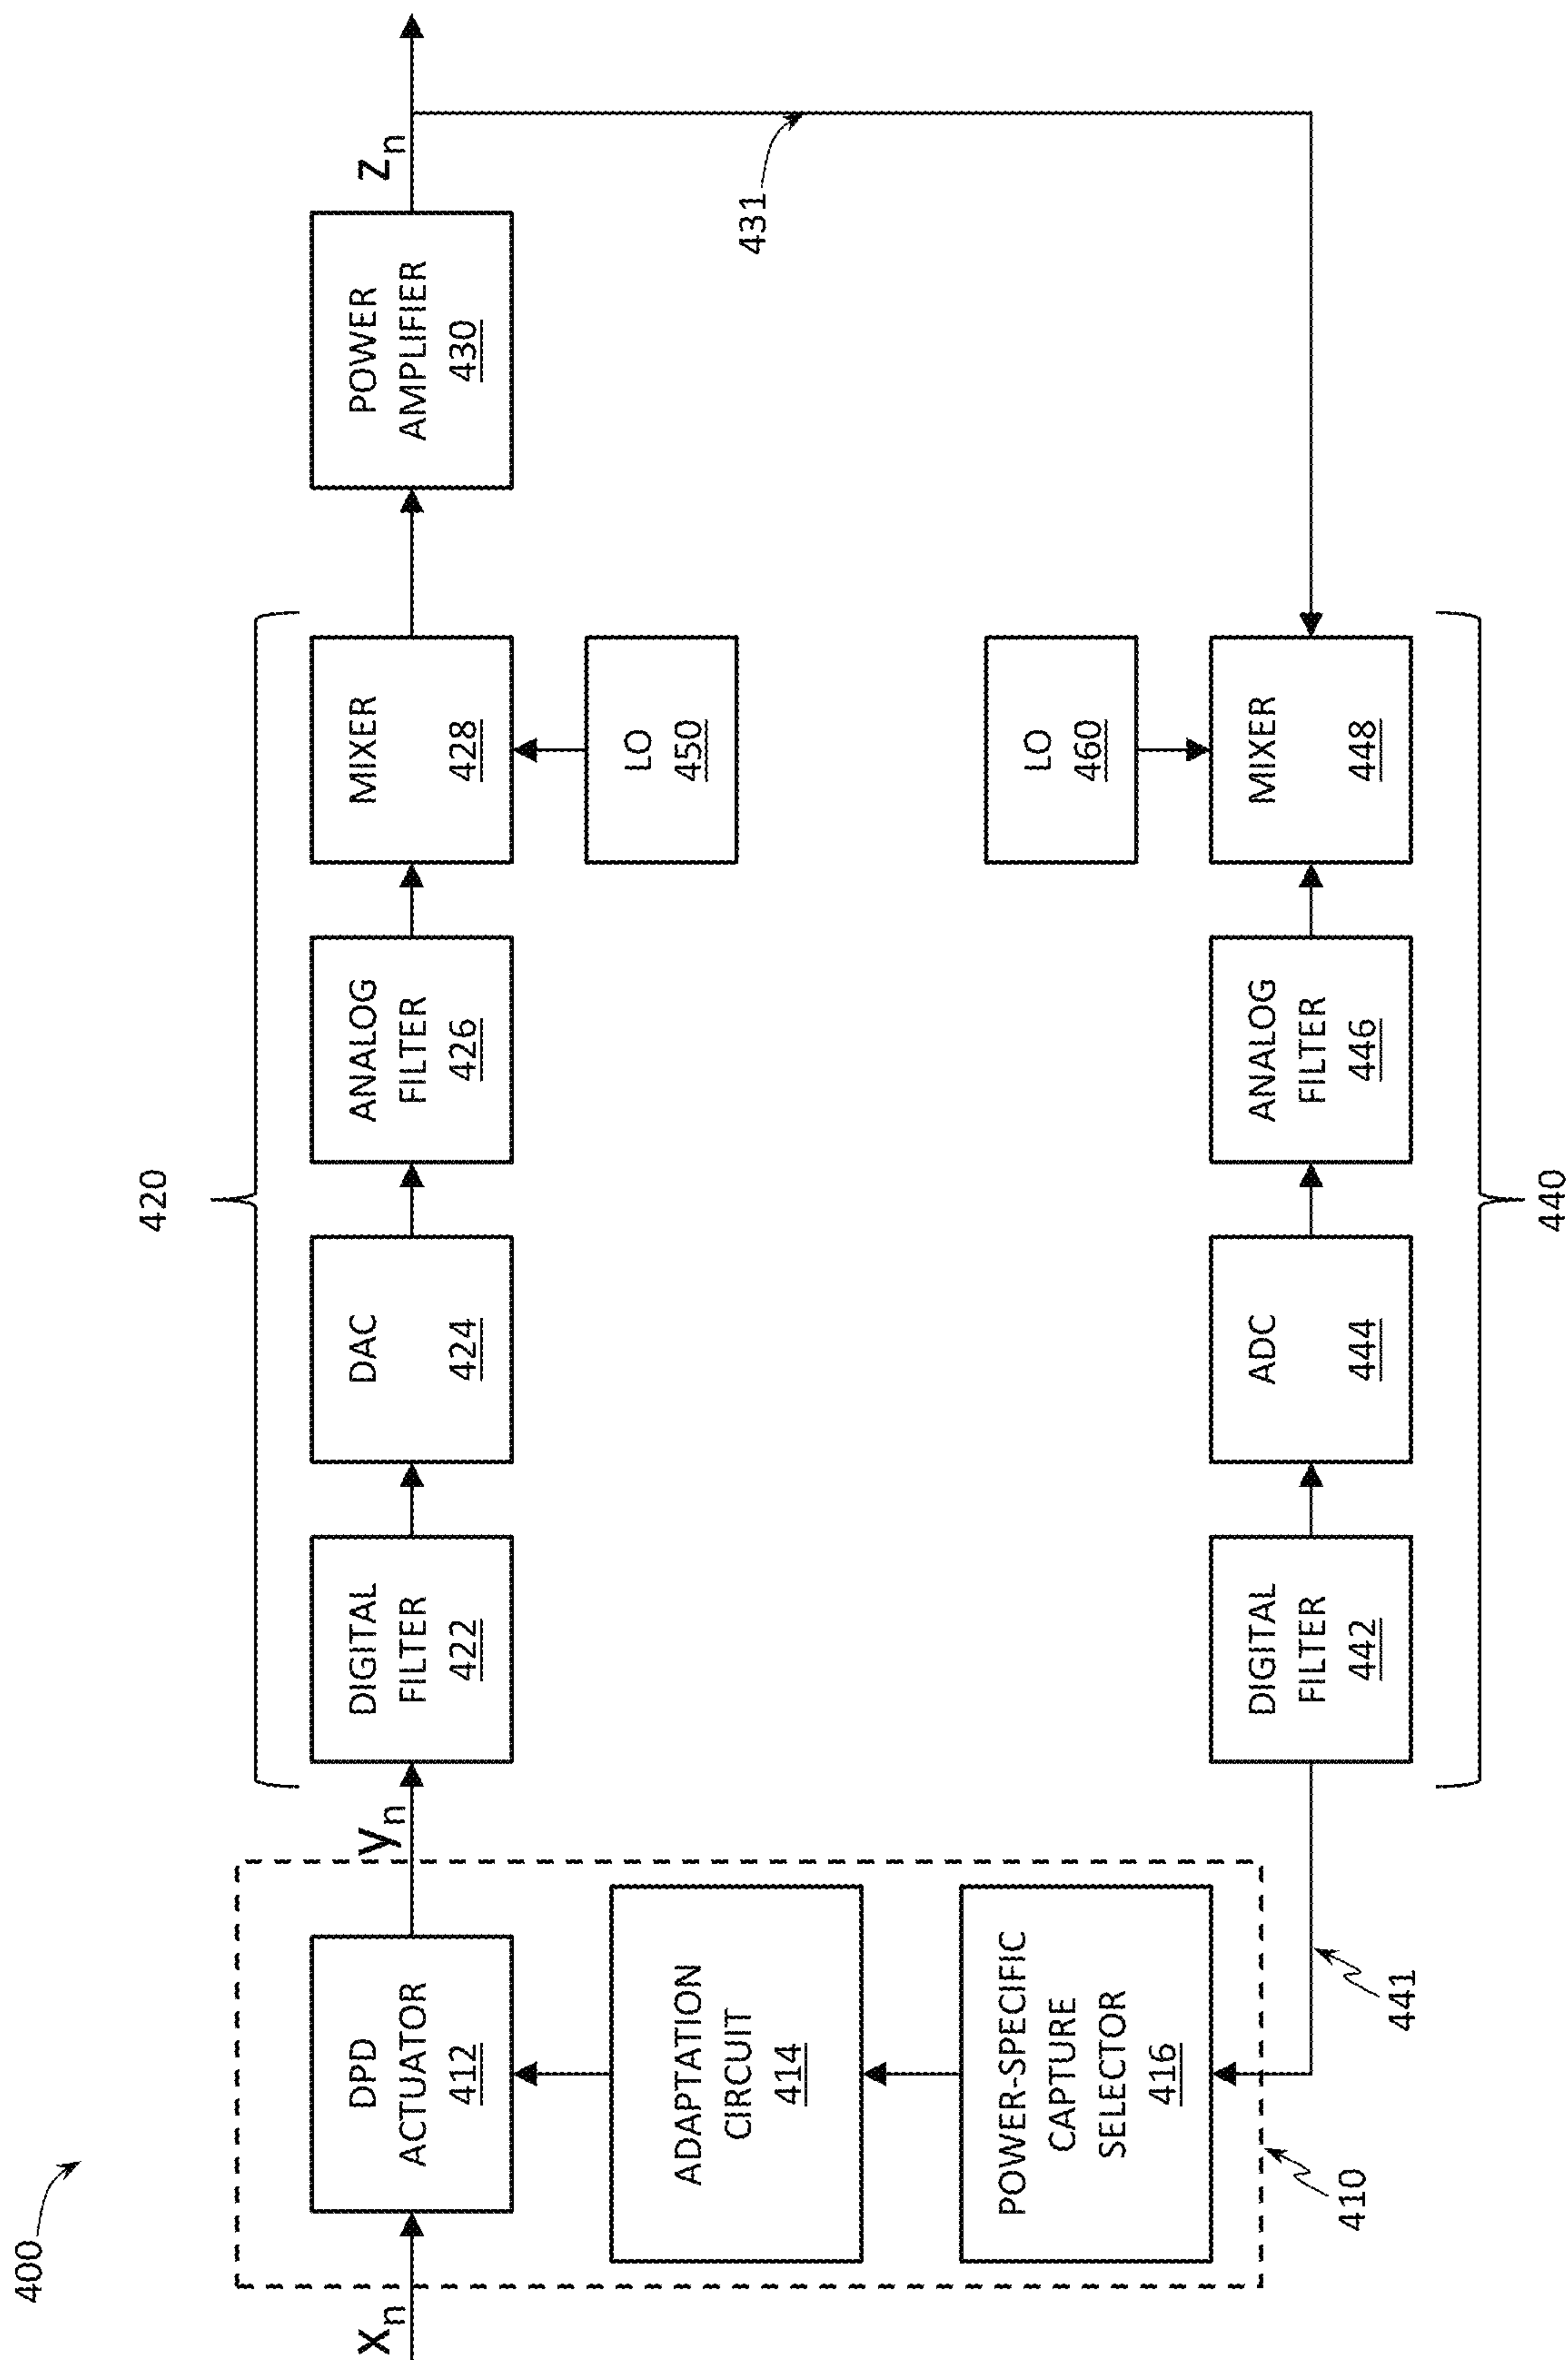 400
420
xn
DPD
ACTUATOR
412
yn
DIGITAL
FILTER
422
DAC
424
ANALOG
FILTER
426
MIXER
428
POWER
AMPLIFIER
430
zn
ADAPTATION
CIRCUIT
414
LO
450
431
POWER-SPECIFIC
CAPTURE
SELECTOR
416
LO
460
410
441
DIGITAL
FILTER
442
ADC
444
ANALOG
FILTER
446
MIXER
448
440